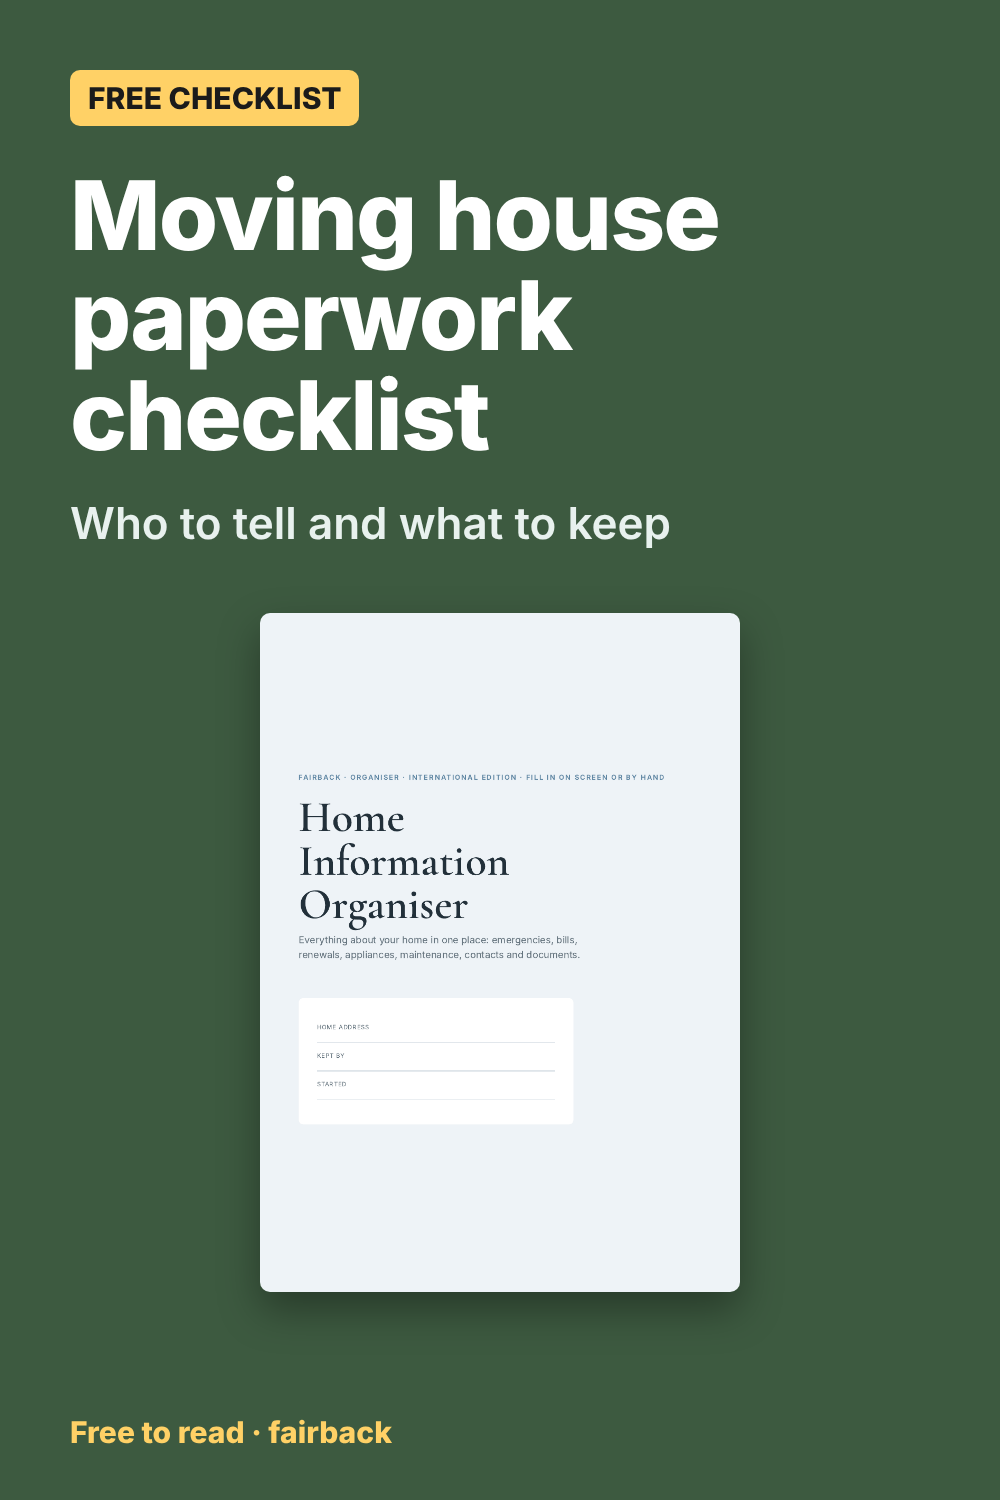 FREE CHECKLIST
Moving house
paperwork
checklist
Who to tell and what to keep
FAIRBACK · ORGANISER · INTERNATIONAL EDITION · FILL IN ON SCREEN OR BY HAND
Home
Information
Organiser
Everything about your home in one place: emergencies, bills,
renewals, appliances, maintenance, contacts and documents.
HOME ADDRESS
KEPT BY
STARTED
Free to read · fairback